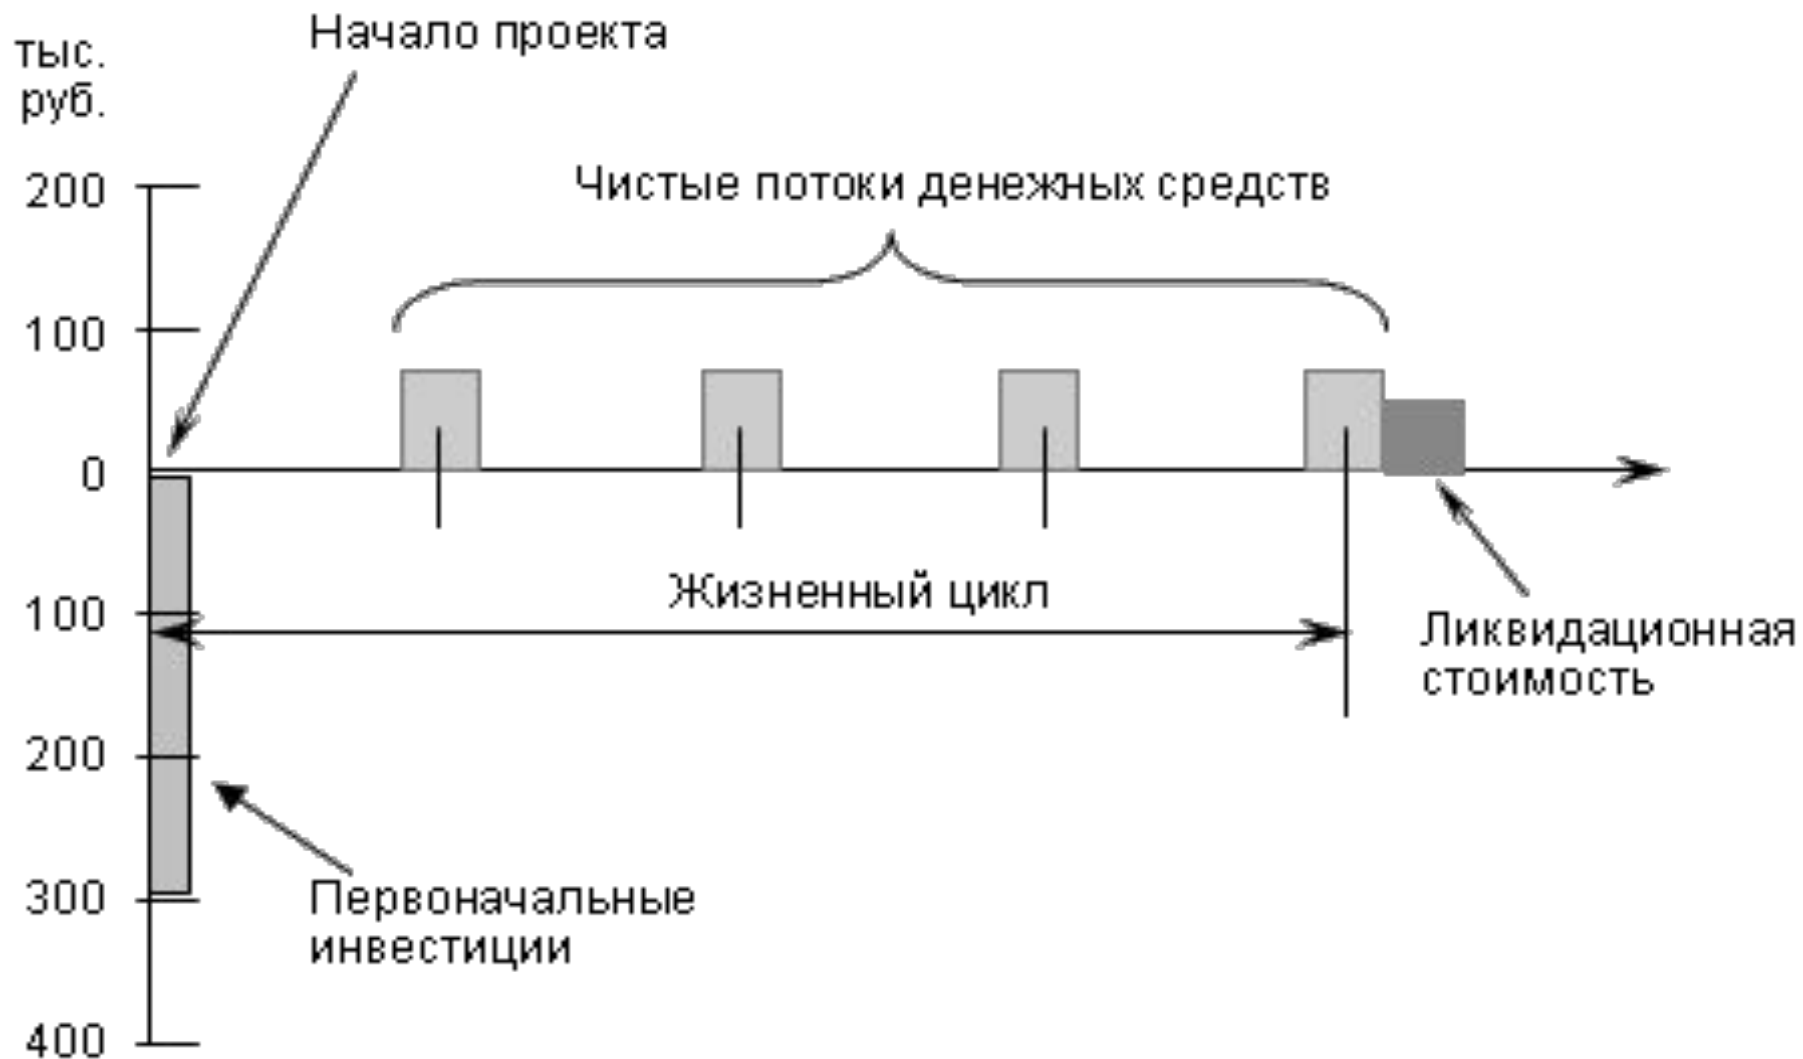 Начало проекта
тыс.
руб.
200
Чистые потоки денежных средств
100
0
Жизненный цикл
100
Ликвидационная
стоимость
200
300
Первоначальные
инвестиции
400